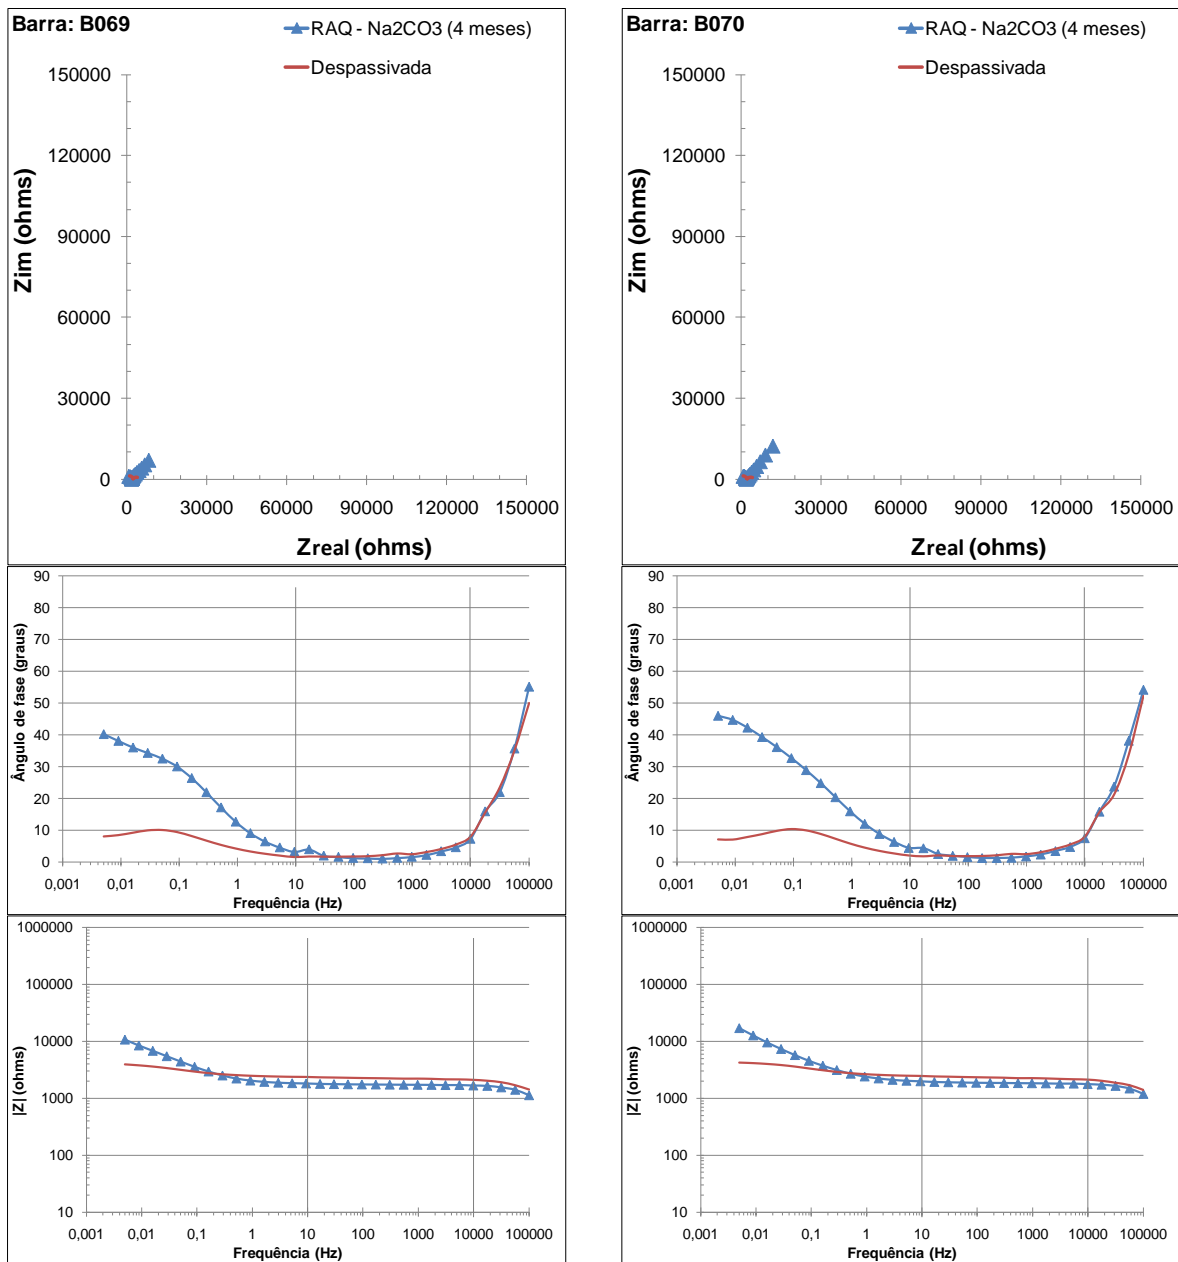 Barra: B069
RAQ - Na2CO3 (4 meses)
Despassivada
150000
120000
90000
60000
30000
0
Zim (ohms)
0 30000 60000 90000 120000 150000
Zreal (ohms)
90
80
70
60
50
40
30
20
10
0
Ângulo de fase (graus)
0,001 0,01 0,1 1 10 100 1000 10000 100000
Frequência (Hz)
1000000
100000
10000
1000
100
10
|Z| (ohms)
0,001 0,01 0,1 1 10 100 1000 10000 100000
Frequência (Hz)
Barra: B070
RAQ - Na2CO3 (4 meses)
Despassivada
150000
120000
90000
60000
30000
0
Zim (ohms)
0 30000 60000 90000 120000 150000
Zreal (ohms)
90
80
70
60
50
40
30
20
10
0
Ângulo de fase (graus)
0,001 0,01 0,1 1 10 100 1000 10000 100000
Frequência (Hz)
1000000
100000
10000
1000
100
10
|Z| (ohms)
0,001 0,01 0,1 1 10 100 1000 10000 100000
Frequência (Hz)